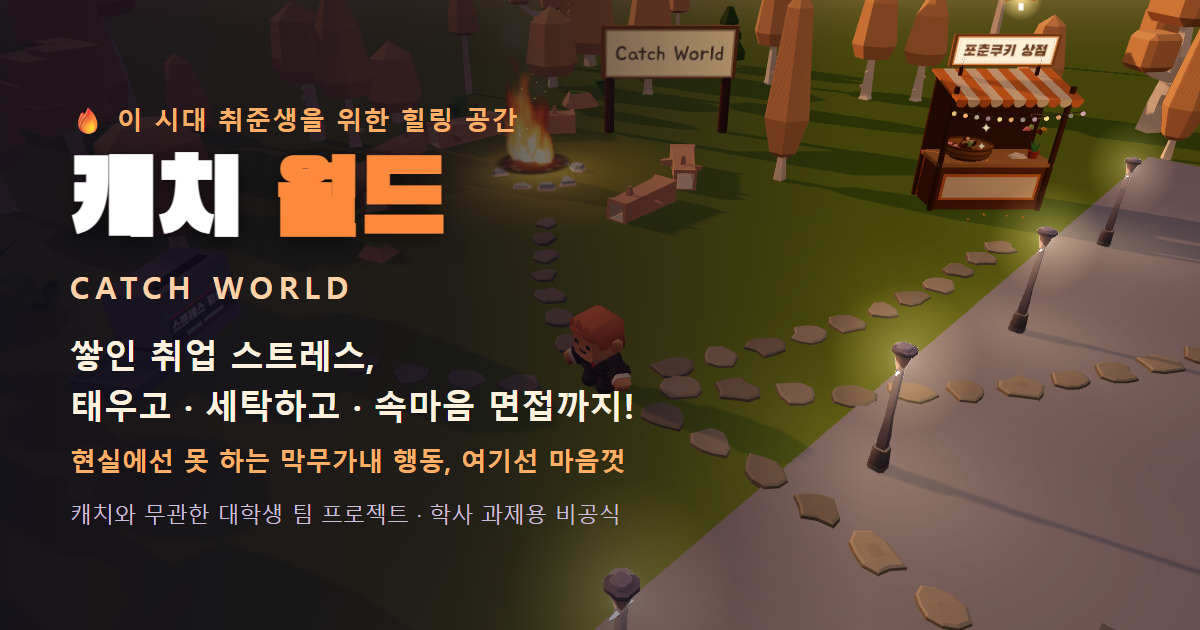 이 시대 취준생을 위한 힐링 공간
캐치 월드
CATCH WORLD
쌓인 취업 스트레스,
태우고 · 세탁하고 · 속마음 면접까지!
현실에선 못 하는 막무가내 행동, 여기선 마음껏
캐치와 무관한 대학생 팀 프로젝트 · 학사 과제용 비공식
Catch World
포춘쿠키 상점
스트레스